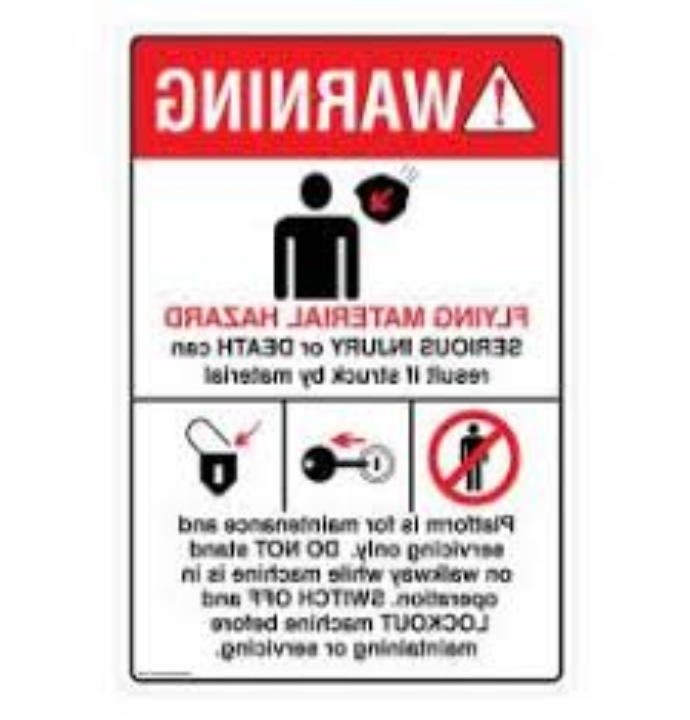 WARNING
FLYING MATERIAL HAZARD
SERIOUS INJURY or DEATH can
result if struck by material
Platform is for maintenance and
servicing only. DO NOT stand
on walkway while machine is in
operation. SWITCH OFF and
LOCKOUT machine before
maintaining or servicing.